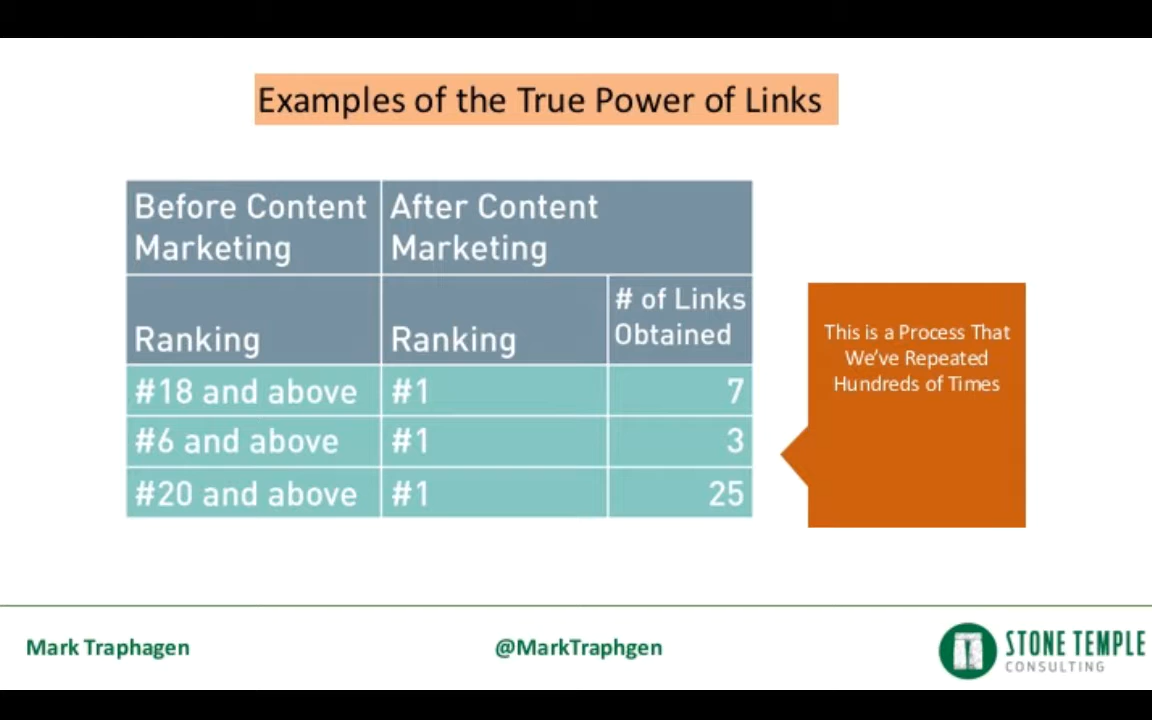 Examples of the True Power of Links
Before Content
Marketing
After Content
Marketing
Ranking
Ranking
# of Links
Obtained
#18 and above #1 7
#6 and above #1 3
#20 and above #1 25
This is a Process That
We've Repeated
Hundreds of Times
Mark Traphagen
@MarkTraphgen
STONE TEMPLE
CONSULTING